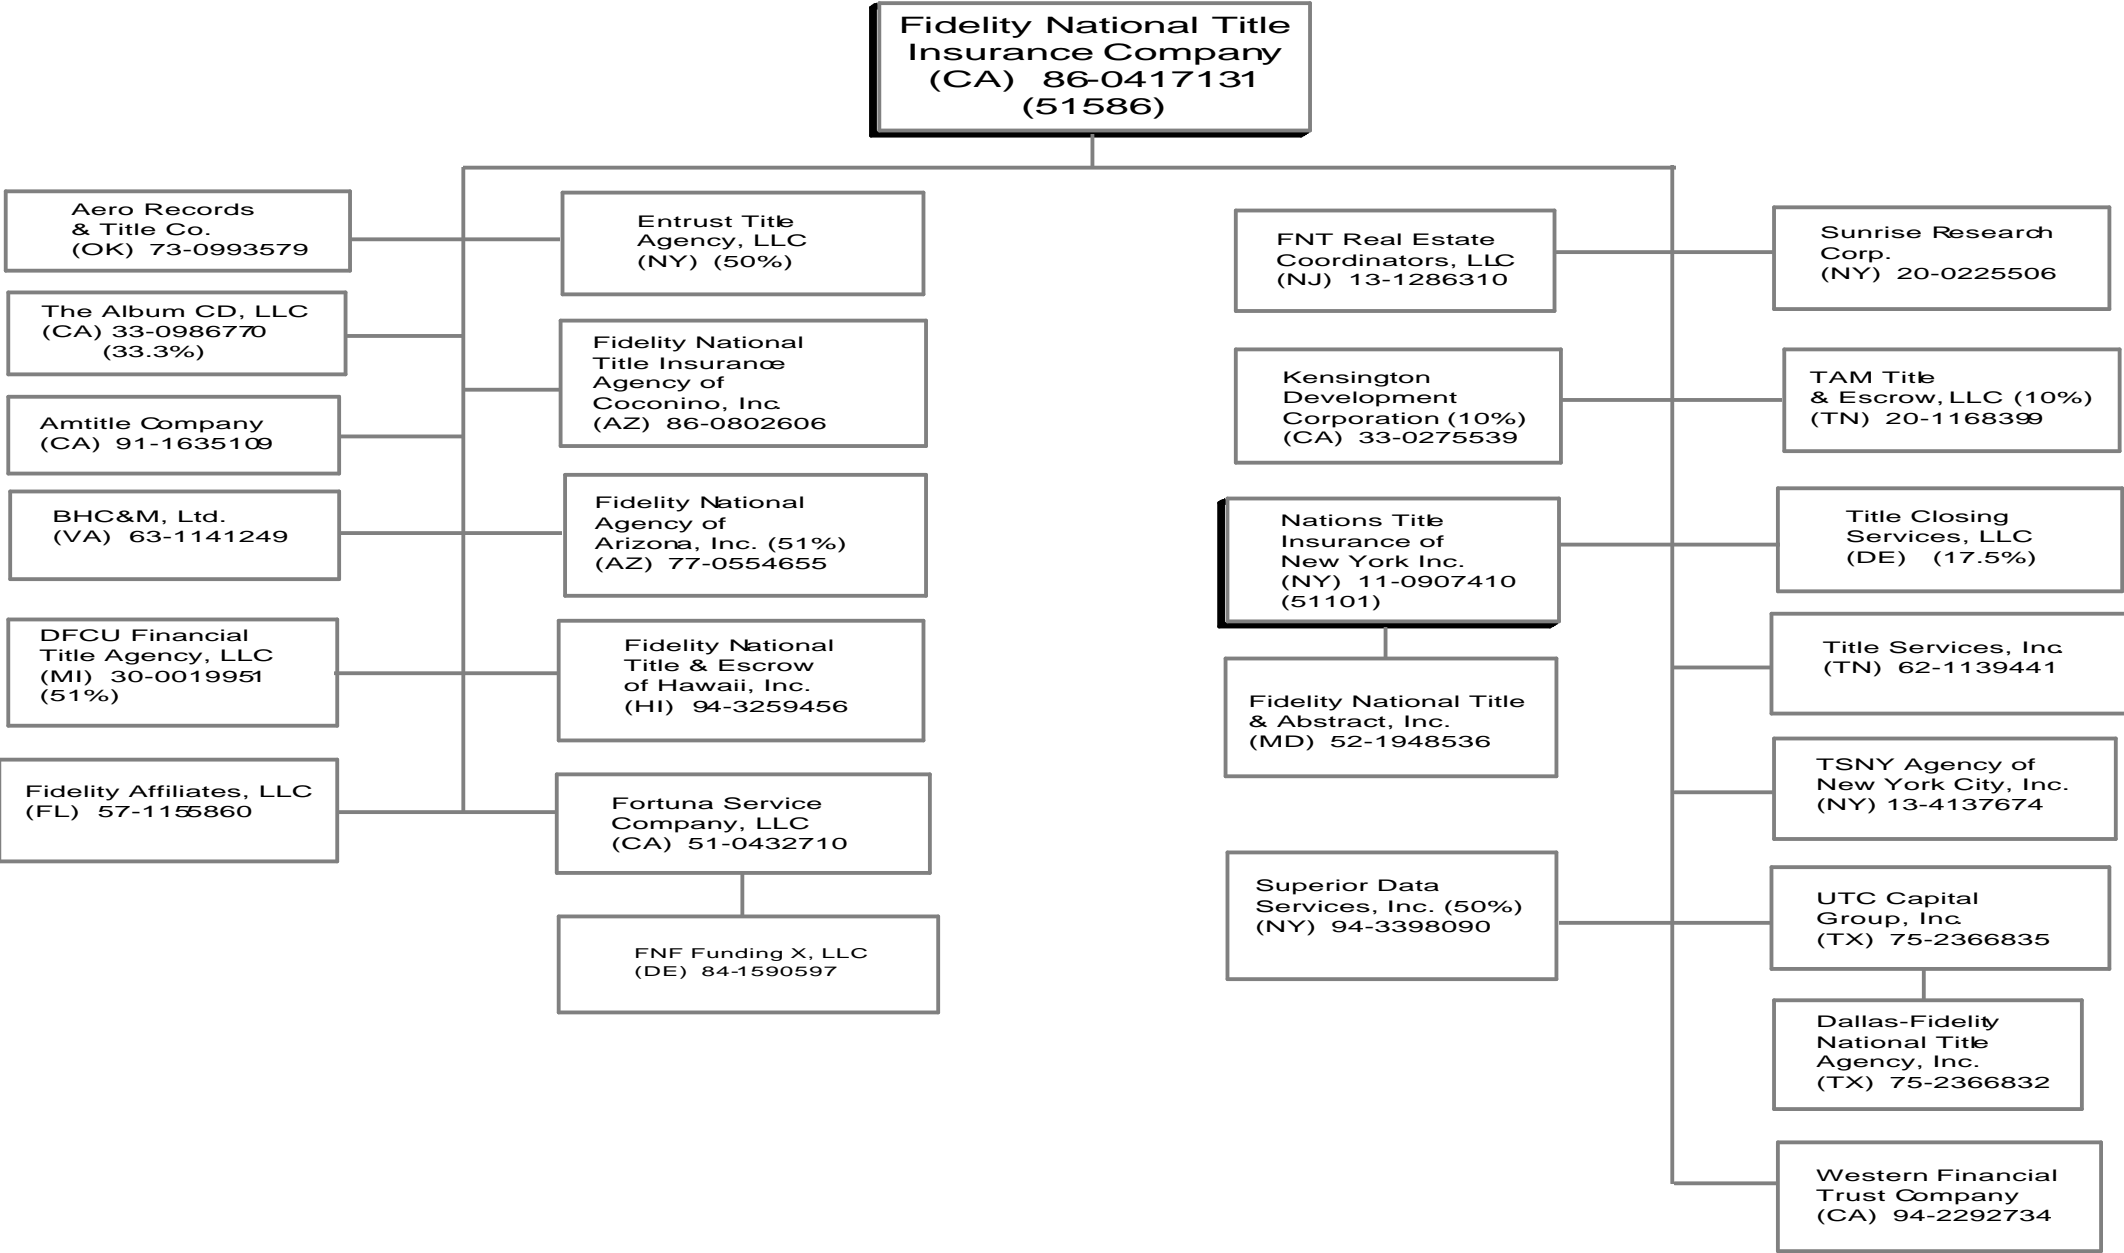 Fidelity National Title
Insurance Company
(CA) 86-0417131
(51586)
Aero Records
& Title Co.
(OK) 73-0993579
The Album CD, LLC
(CA) 33-0986770
(33.3%)
Amtitle Company
(CA) 91-1635109
BHC&M, Ltd.
(VA) 63-1141249
DFCU Financial
Title Agency, LLC
(MI) 30-0019951
(51%)
Fidelity Affiliates, LLC
(FL) 57-1155860
Entrust Title
Agency, LLC
(NY) (50%)
Fidelity National
Title Insurance
Agency of
Coconino, Inc.
(AZ) 86-0802606
Fidelity National
Agency of
Arizona, Inc. (51%)
(AZ) 77-0554655
Fidelity National
Title & Escrow
of Hawaii, Inc.
(HI) 94-3259456
Fortuna Service
Company, LLC
(CA) 51-0432710
FNF Funding X, LLC
(DE) 84-1590597
FNT Real Estate
Coordinators, LLC
(NJ) 13-1286310
Kensington
Development
Corporation (10%)
(CA) 33-0275539
Nations Title
Insurance of
New York Inc.
(NY) 11-0907410
(51101)
Fidelity National Title
& Abstract, Inc.
(MD) 52-1948536
Superior Data
Services, Inc. (50%)
(NY) 94-3398090
Sunrise Research
Corp.
(NY) 20-0225506
TAM Title
& Escrow, LLC (10%)
(TN) 20-1168399
Title Closing
Services, LLC
(DE) (17.5%)
Title Services, Inc.
(TN) 62-1139441
TSNY Agency of
New York City, Inc.
(NY) 13-4137674
UTC Capital
Group, Inc.
(TX) 75-2366835
Dallas-Fidelity
National Title
Agency, Inc.
(TX) 75-2366832
Western Financial
Trust Company
(CA) 94-2292734